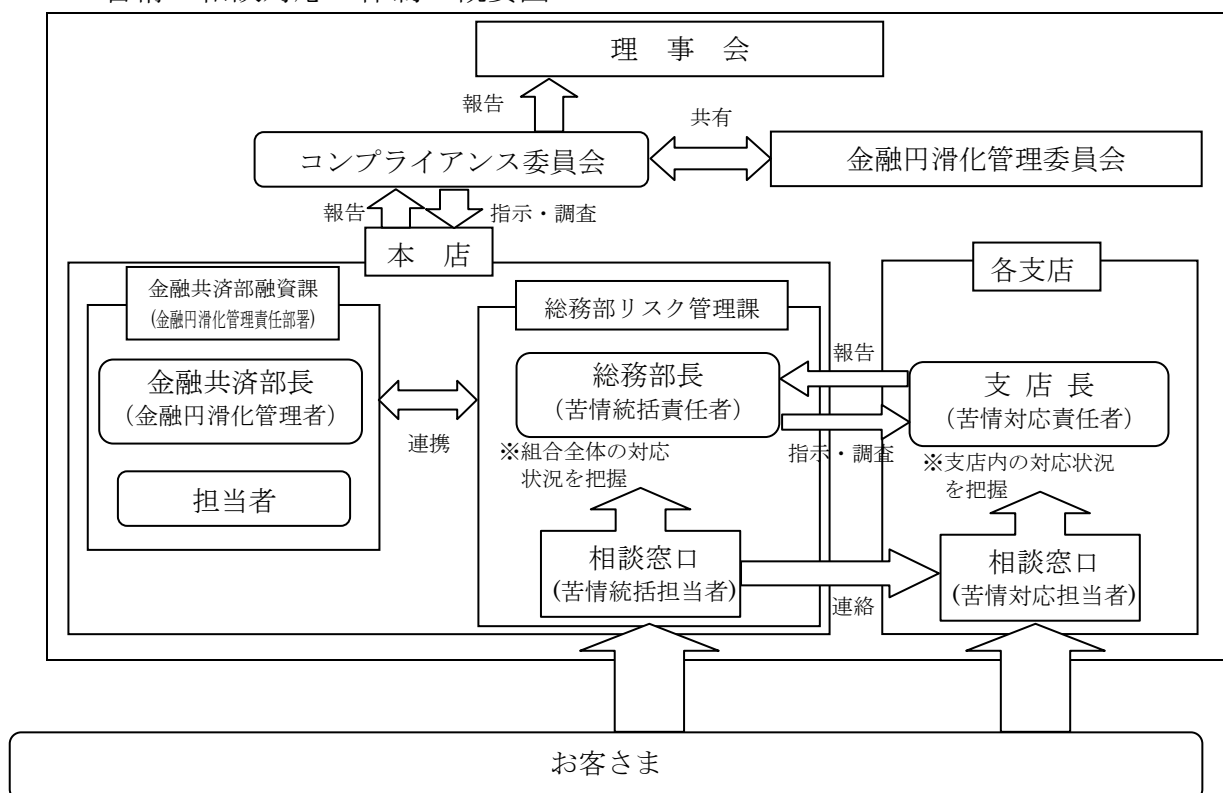 理 事 会
報告
共有
コンプライアンス委員会
金融円滑化管理委員会
報告
指示・調査
本 店
各支店
金融共済部融資課
(金融円滑化管理責任部署)
総務部リスク管理課
報告
金融共済部長
(金融円滑化管理者)
総務部長
(苦情統括責任者)
支 店 長
(苦情対応責任者)
連携
指示・調査
※組合全体の対応
状況を把握
※支店内の対応状況
を把握
担当者
相談窓口
(苦情統括担当者)
相談窓口
(苦情対応担当者)
連絡
お客さま